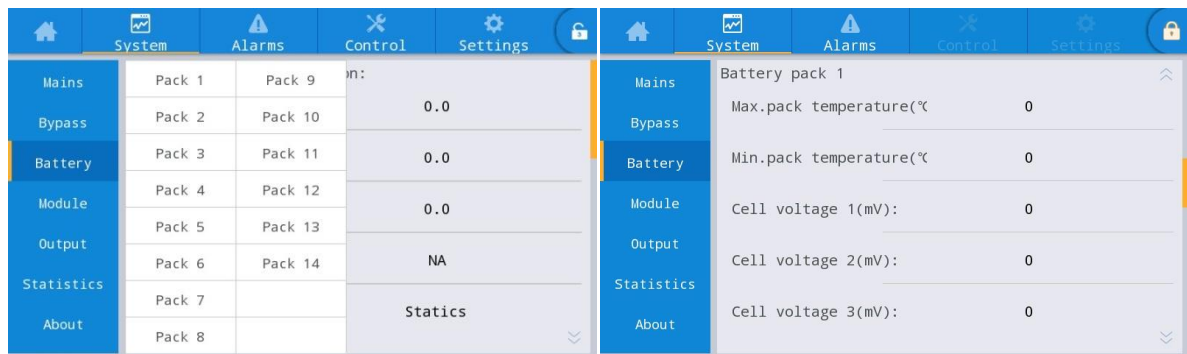 System Alarms Control Settings
Mains
Bypass
Battery
Module
Output
Statistics
About
Pack 1 Pack 9
Pack 2 Pack 10
Pack 3 Pack 11
Pack 4 Pack 12
Pack 5 Pack 13
Pack 6 Pack 14
Pack 7
Pack 8
on:
0.0
0.0
0.0
NA
Statics
System Alarms Control Settings
Mains
Bypass
Battery
Module
Output
Statistics
About
Battery pack 1
Max.pack temperature(℃ 0
Min.pack temperature(℃ 0
Cell voltage 1(mV): 0
Cell voltage 2(mV): 0
Cell voltage 3(mV): 0